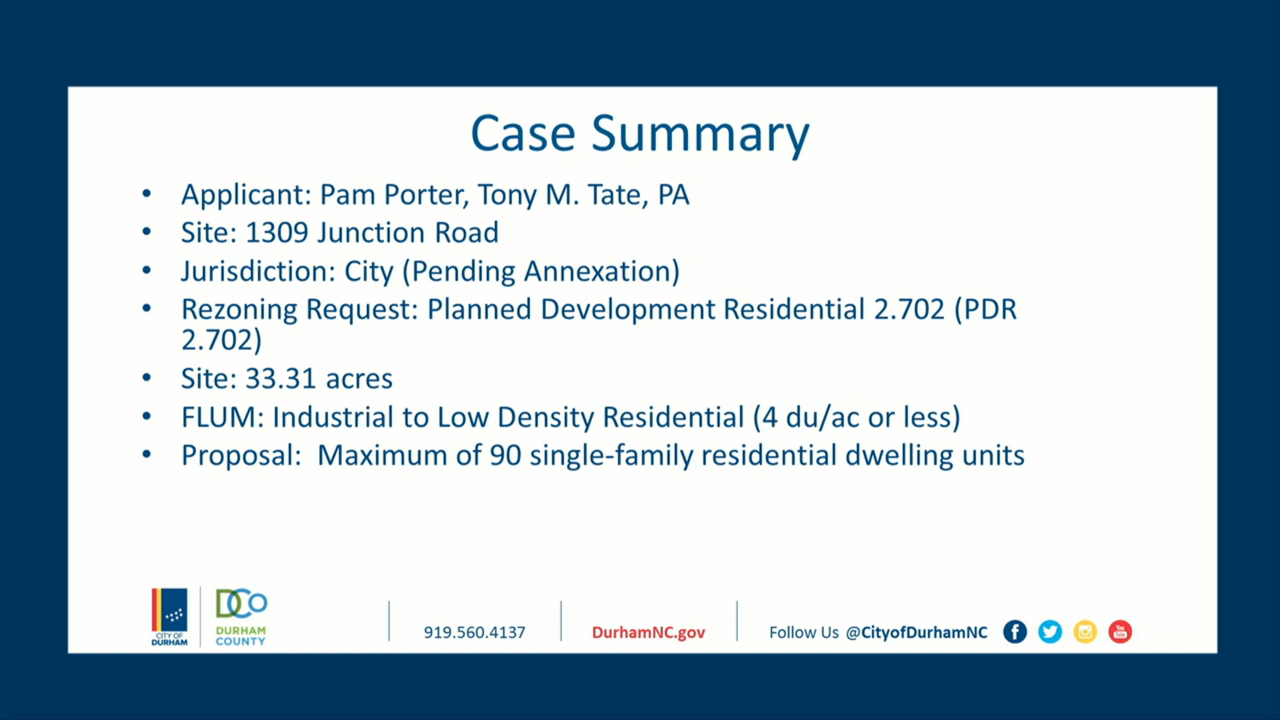 Case Summary
• Applicant: Pam Porter, Tony M. Tate, PA
• Site: 1309 Junction Road
• Jurisdiction: City (Pending Annexation)
• Rezoning Request: Planned Development Residential 2.702 (PDR
2.702)
• Site: 33.31 acres
• FLUM: Industrial to Low Density Residential (4 du/ac or less)
• Proposal:  Maximum of 90 single-family residential dwelling units
CITY OF
DURHAM
DCo
DURHAM
COUNTY
919.560.4137
DurhamNC.gov
Follow Us @CityofDurhamNC
You
Tube